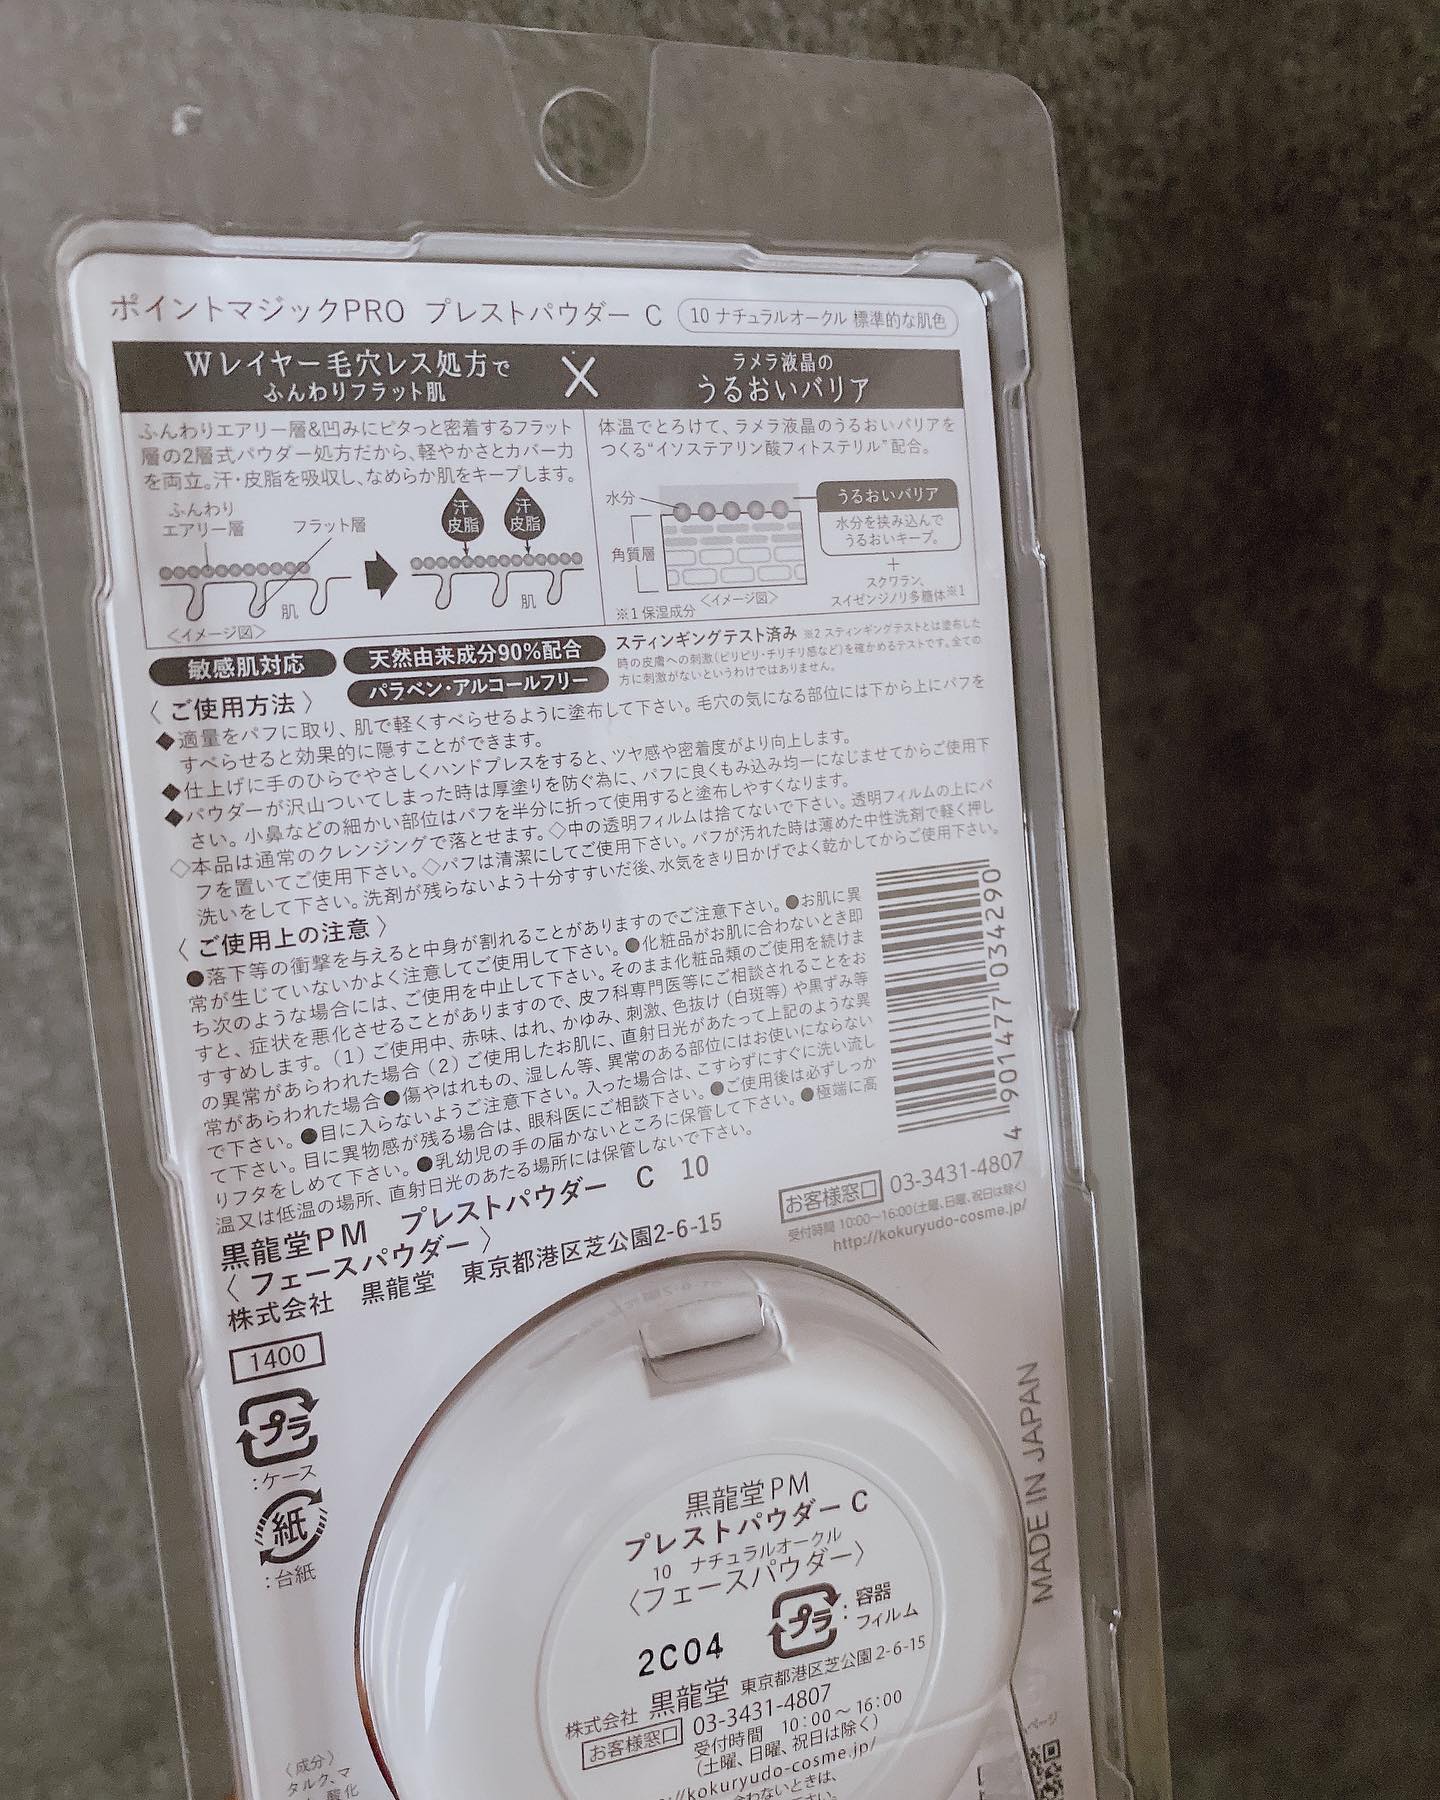 ポイントマジックPRO プレストパウダー C 10 ナチュラルオークル 標準的な肌色
Wレイヤー毛穴レス処方で
ふんわりフラット肌
×
ラメラ液晶の
うるおいバリア
ふんわりエアリー層&凹みにピタっと密着するフラット
層の2層式パウダー処方だから、軽やかさとカバー力
を両立。汗・皮脂を吸収し、なめらか肌をキープします。
ふんわり
エアリー層
フラット層
汗
皮脂
汗
皮脂
肌
肌
<イメージ図>
体温でとろけて、ラメラ液晶のうるおいバリアを
つくる“イソステアリン酸フィトステリル”配合。
水分
角質層
<イメージ図>
※1 保湿成分
うるおいバリア
水分を挟み込んで
うるおいキープ。
+
スクワラン、
スイゼンジノリ多糖体※1
敏感肌対応
天然由来成分90%配合
パラベン・アルコールフリー
スティンギングテスト済み ※2 スティンギングテストとは塗布した
時の皮膚への刺激(ピリピリ・チリチリ感など)を確かめるテストです。全ての
方に刺激がないというわけではありません。
〈ご使用方法〉
◆適量をパフに取り、肌で軽くすべらせるように塗布して下さい。毛穴の気になる部位には下から上にパフを
すべらせると効果的に隠すことができます。
◆仕上げに手のひらでやさしくハンドプレスをすると、ツヤ感や密着度がより向上します。
◆パウダーが沢山ついてしまった時は厚塗りを防ぐ為に、パフに良くもみ込み均一になじませてからご使用下
さい。小鼻などの細かい部位はパフを半分に折って使用すると塗布しやすくなります。
◇本品は通常のクレンジングで落とせます。◇中の透明フィルムは捨てないで下さい。透明フィルムの上にパ
フを置いてご使用下さい。◇パフは清潔にしてご使用下さい。パフが汚れた時は薄めた中性洗剤で軽く押し
洗いをして下さい。洗剤が残らないよう十分すすいだ後、水気をきり日かげでよく乾かしてからご使用下さい。
〈ご使用上の注意〉
●落下等の衝撃を与えると中身が割れることがありますのでご注意下さい。●お肌に異
常が生じていないかよく注意してご使用して下さい。●化粧品がお肌に合わないとき即
ち次のような場合には、ご使用を中止して下さい。そのまま化粧品類のご使用を続けま
すと、症状を悪化させることがありますので、皮フ科専門医等にご相談されることをお
すすめします。(1)ご使用中、赤味、はれ、かゆみ、刺激、色抜け(白斑等)や黒ずみ等
の異常があらわれた場合(2)ご使用したお肌に、直射日光があたって上記のような異
常があらわれた場合●傷やはれもの、湿しん等、異常のある部位にはお使いにならない
で下さい。●目に入らないようご注意下さい。入った場合は、こすらずにすぐに洗い流し
て下さい。目に異物感が残る場合は、眼科医にご相談下さい。●ご使用後は必ずしっか
りフタをしめて下さい。●乳幼児の手の届かないところに保管して下さい。●極端に高
温又は低温の場所、直射日光のあたる場所には保管しないで下さい。
4 901477 034290
黒龍堂PM プレストパウダー C 10
〈フェースパウダー〉
株式会社 黒龍堂 東京都港区芝公園2-6-15
お客様窓口 03-3431-4807
受付時間 10:00～16:00(土曜、日曜、祝日は除く)
http://kokuryudo-cosme.jp/
1400
プラ
:ケース
紙
:台紙
MADE IN JAPAN
黒龍堂PM
プレストパウダー C
10 ナチュラルオークル
〈フェースパウダー〉
プラ
:容器
フィルム
2C04
株式会社 黒龍堂 東京都港区芝公園 2-6-15
お客様窓口 03-3431-4807
受付時間 10:00～16:00
(土曜、日曜、祝日は除く)
//kokuryudo-cosme.jp/
合わないときは、
〈成分〉
タルク、マ
酸化
ページ